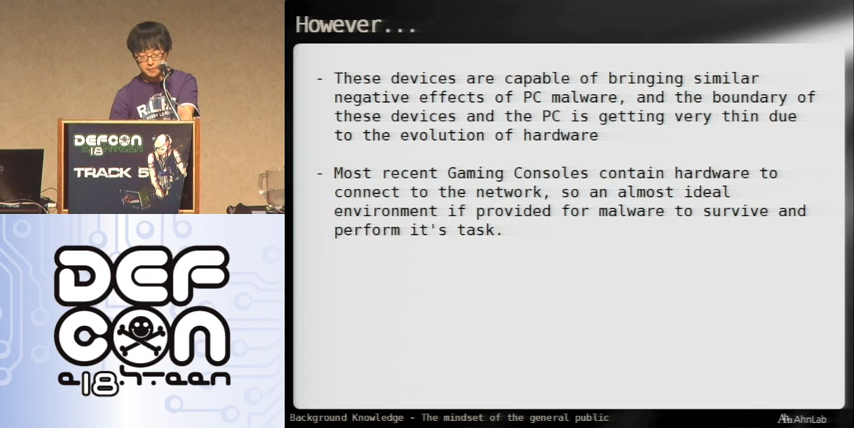 However...
- These devices are capable of bringing similar
negative effects of PC malware, and the boundary of
these devices and the PC is getting very thin due
to the evolution of hardware
- Most recent Gaming Consoles contain hardware to
connect to the network, so an almost ideal
environment if provided for malware to survive and
perform it's task.
Background Knowledge - The mindset of the general public
AhnLab
DEFCON
18
TRACK 5
DEF
CON
e18hteen